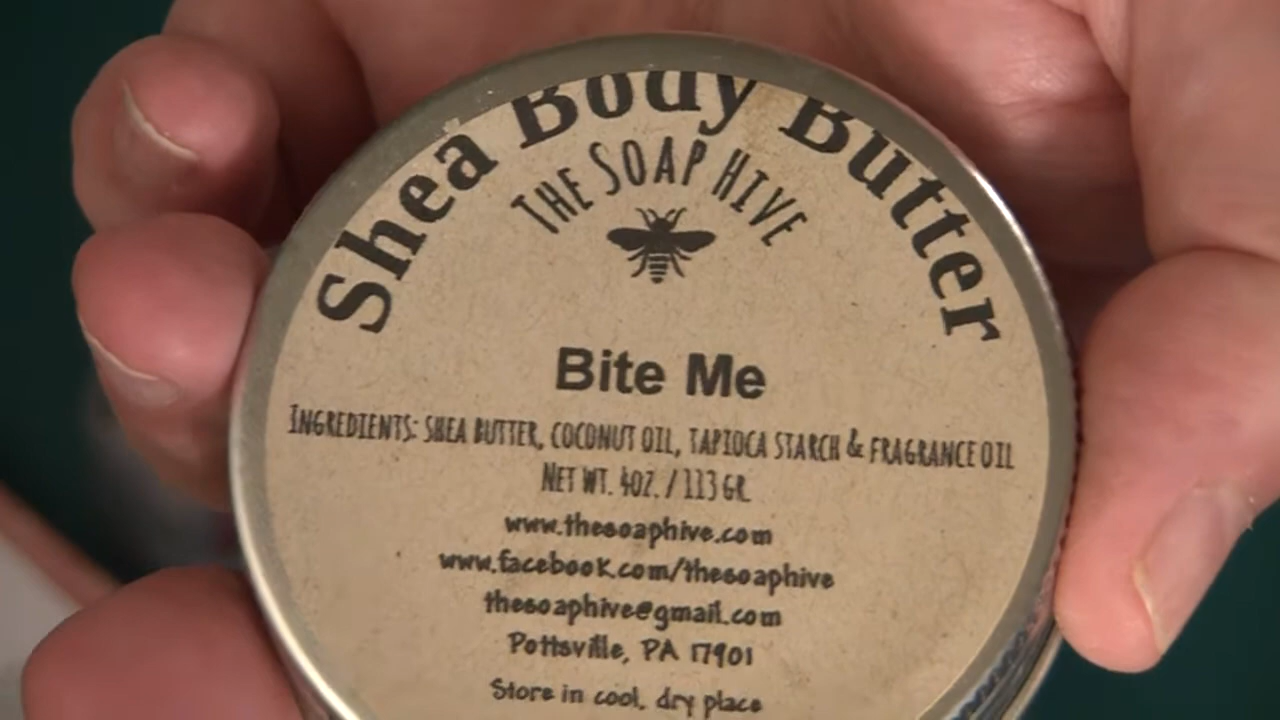 Shea Body Butter
THE SOAP HIVE
Bite Me
INGREDIENTS: SHEA BUTTER, COCONUT OIL, TAPIOCA STARCH & FRAGRANCE OIL
NET WT. 4OZ. / 113 GR.
www.thesoaphive.com
www.facebook.com/thesoaphive
thesoaphive@gmail.com
Pottsville, PA 17901
Store in cool, dry place